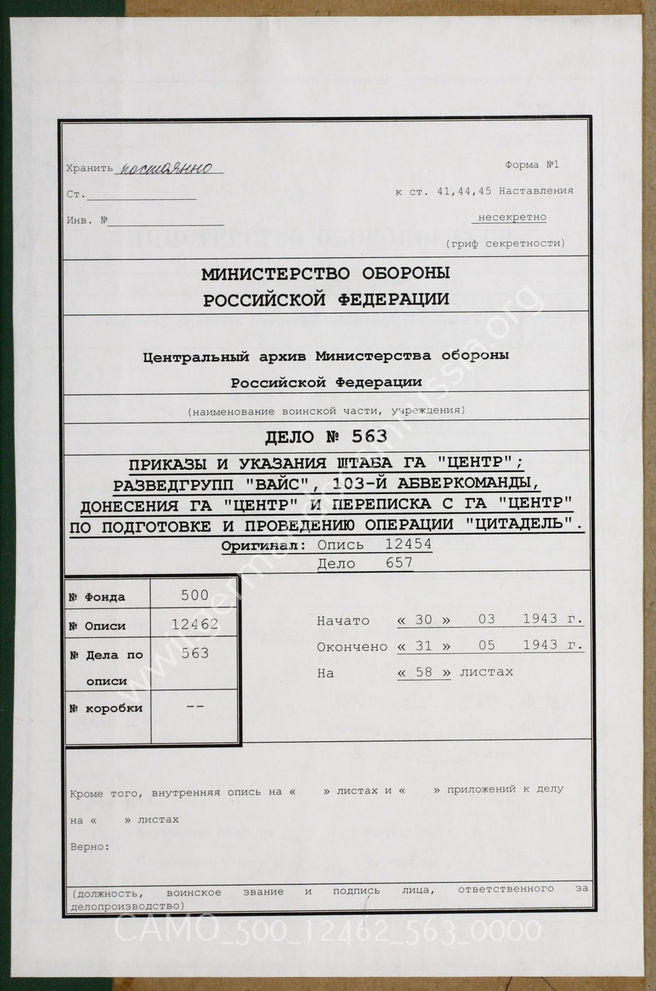 Хранить постоянно
Форма №1
Ст.
к ст. 41,44,45 Наставления
Инв. №
несекретно
(гриф секретности)
МИНИСТЕРСТВО ОБОРОНЫ
РОССИЙСКОЙ ФЕДЕРАЦИИ
Центральный архив Министерства обороны
Российской Федерации
(наименование воинской части, учреждения)
ДЕЛО № 563
ПРИКАЗЫ И УКАЗАНИЯ ШТАБА ГА "ЦЕНТР";
РАЗВЕДГРУПП "ВАЙС", 103-Й АБВЕРКОМАНДЫ,
ДОНЕСЕНИЯ ГА "ЦЕНТР" И ПЕРЕПИСКА С ГА "ЦЕНТР"
ПО ПОДГОТОВКЕ И ПРОВЕДЕНИЮ ОПЕРАЦИИ "ЦИТАДЕЛЬ".
Оригинал: Опись 12454
Дело 657
№ Фонда 500
№ Описи 12462
№ Дела по описи 563
№ коробки --
Начато « 30 » 03 1943 г.
Окончено « 31 » 05 1943 г.
На « 58 » листах
Кроме того, внутренняя опись на « » листах и « » приложений к делу
на « » листах
Верно:
(должность, воинское звание и подпись лица, ответственного за
делопроизводство)
CAMO_500_12462_563_0000